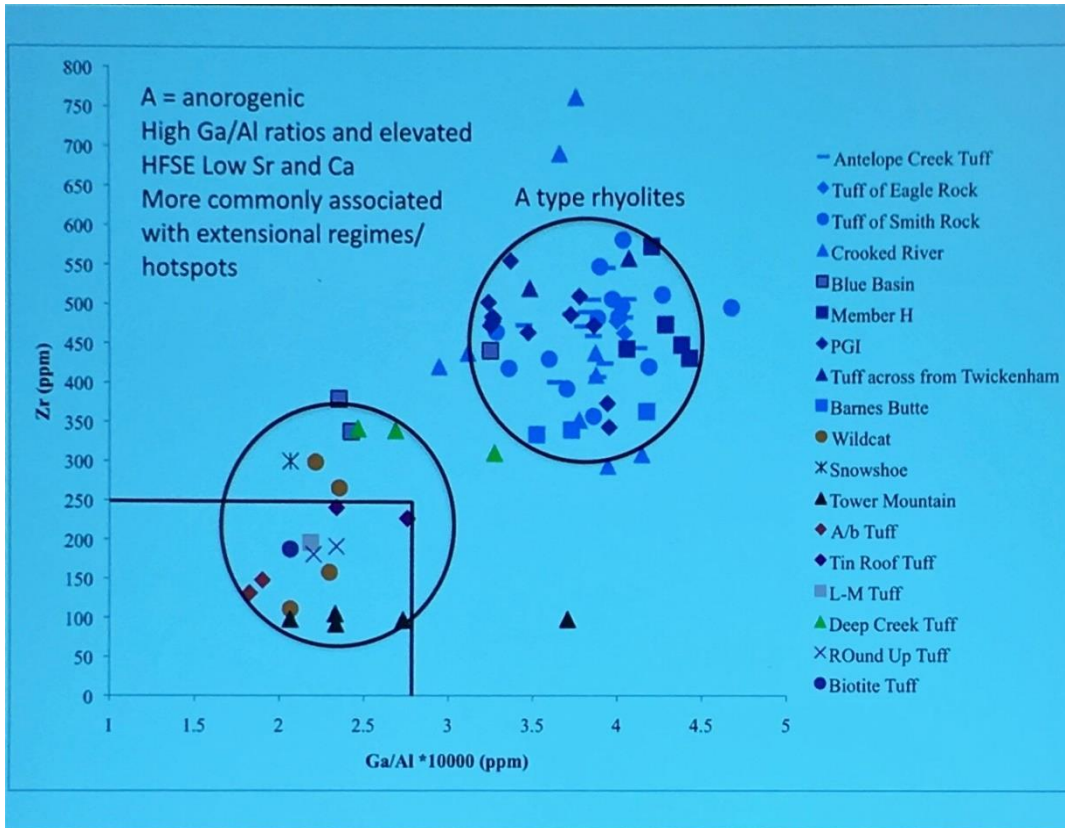 800
750
700
650
600
550
500
450
400
350
300
250
200
150
100
50
0
Zr (ppm)
A = anorogenic
High Ga/Al ratios and elevated
HFSE Low Sr and Ca
More commonly associated
with extensional regimes/
hotspots
A type rhyolites
Antelope Creek Tuff
Tuff of Eagle Rock
Tuff of Smith Rock
Crooked River
Blue Basin
Member H
PGI
Tuff across from Twickenham
Barnes Butte
Wildcat
Snowshoe
Tower Mountain
A/b Tuff
Tin Roof Tuff
L-M Tuff
Deep Creek Tuff
ROund Up Tuff
Biotite Tuff
1 1.5 2 2.5 3 3.5 4 4.5 5
Ga/Al *10000 (ppm)